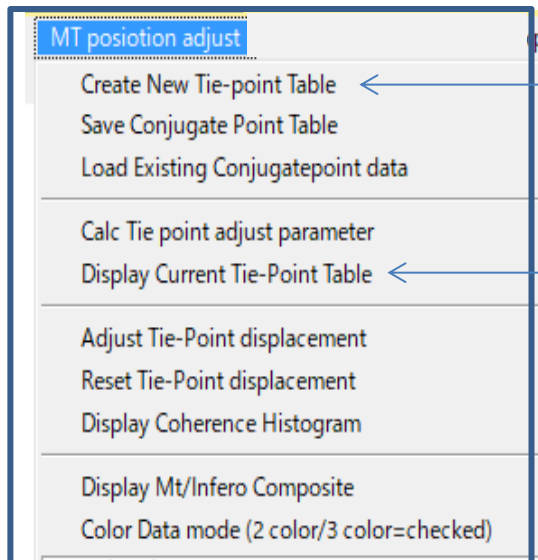 MT posiotion adjust
Create New Tie-point Table
Save Conjugate Point Table
Load Existing Conjugatepoint data
Calc Tie point adjust parameter
Display Current Tie-Point Table
Adjust Tie-Point displacement
Reset Tie-Point displacement
Display Coherence Histogram
Display Mt/Infero Composite
Color Data mode (2 color/3 color=checked)